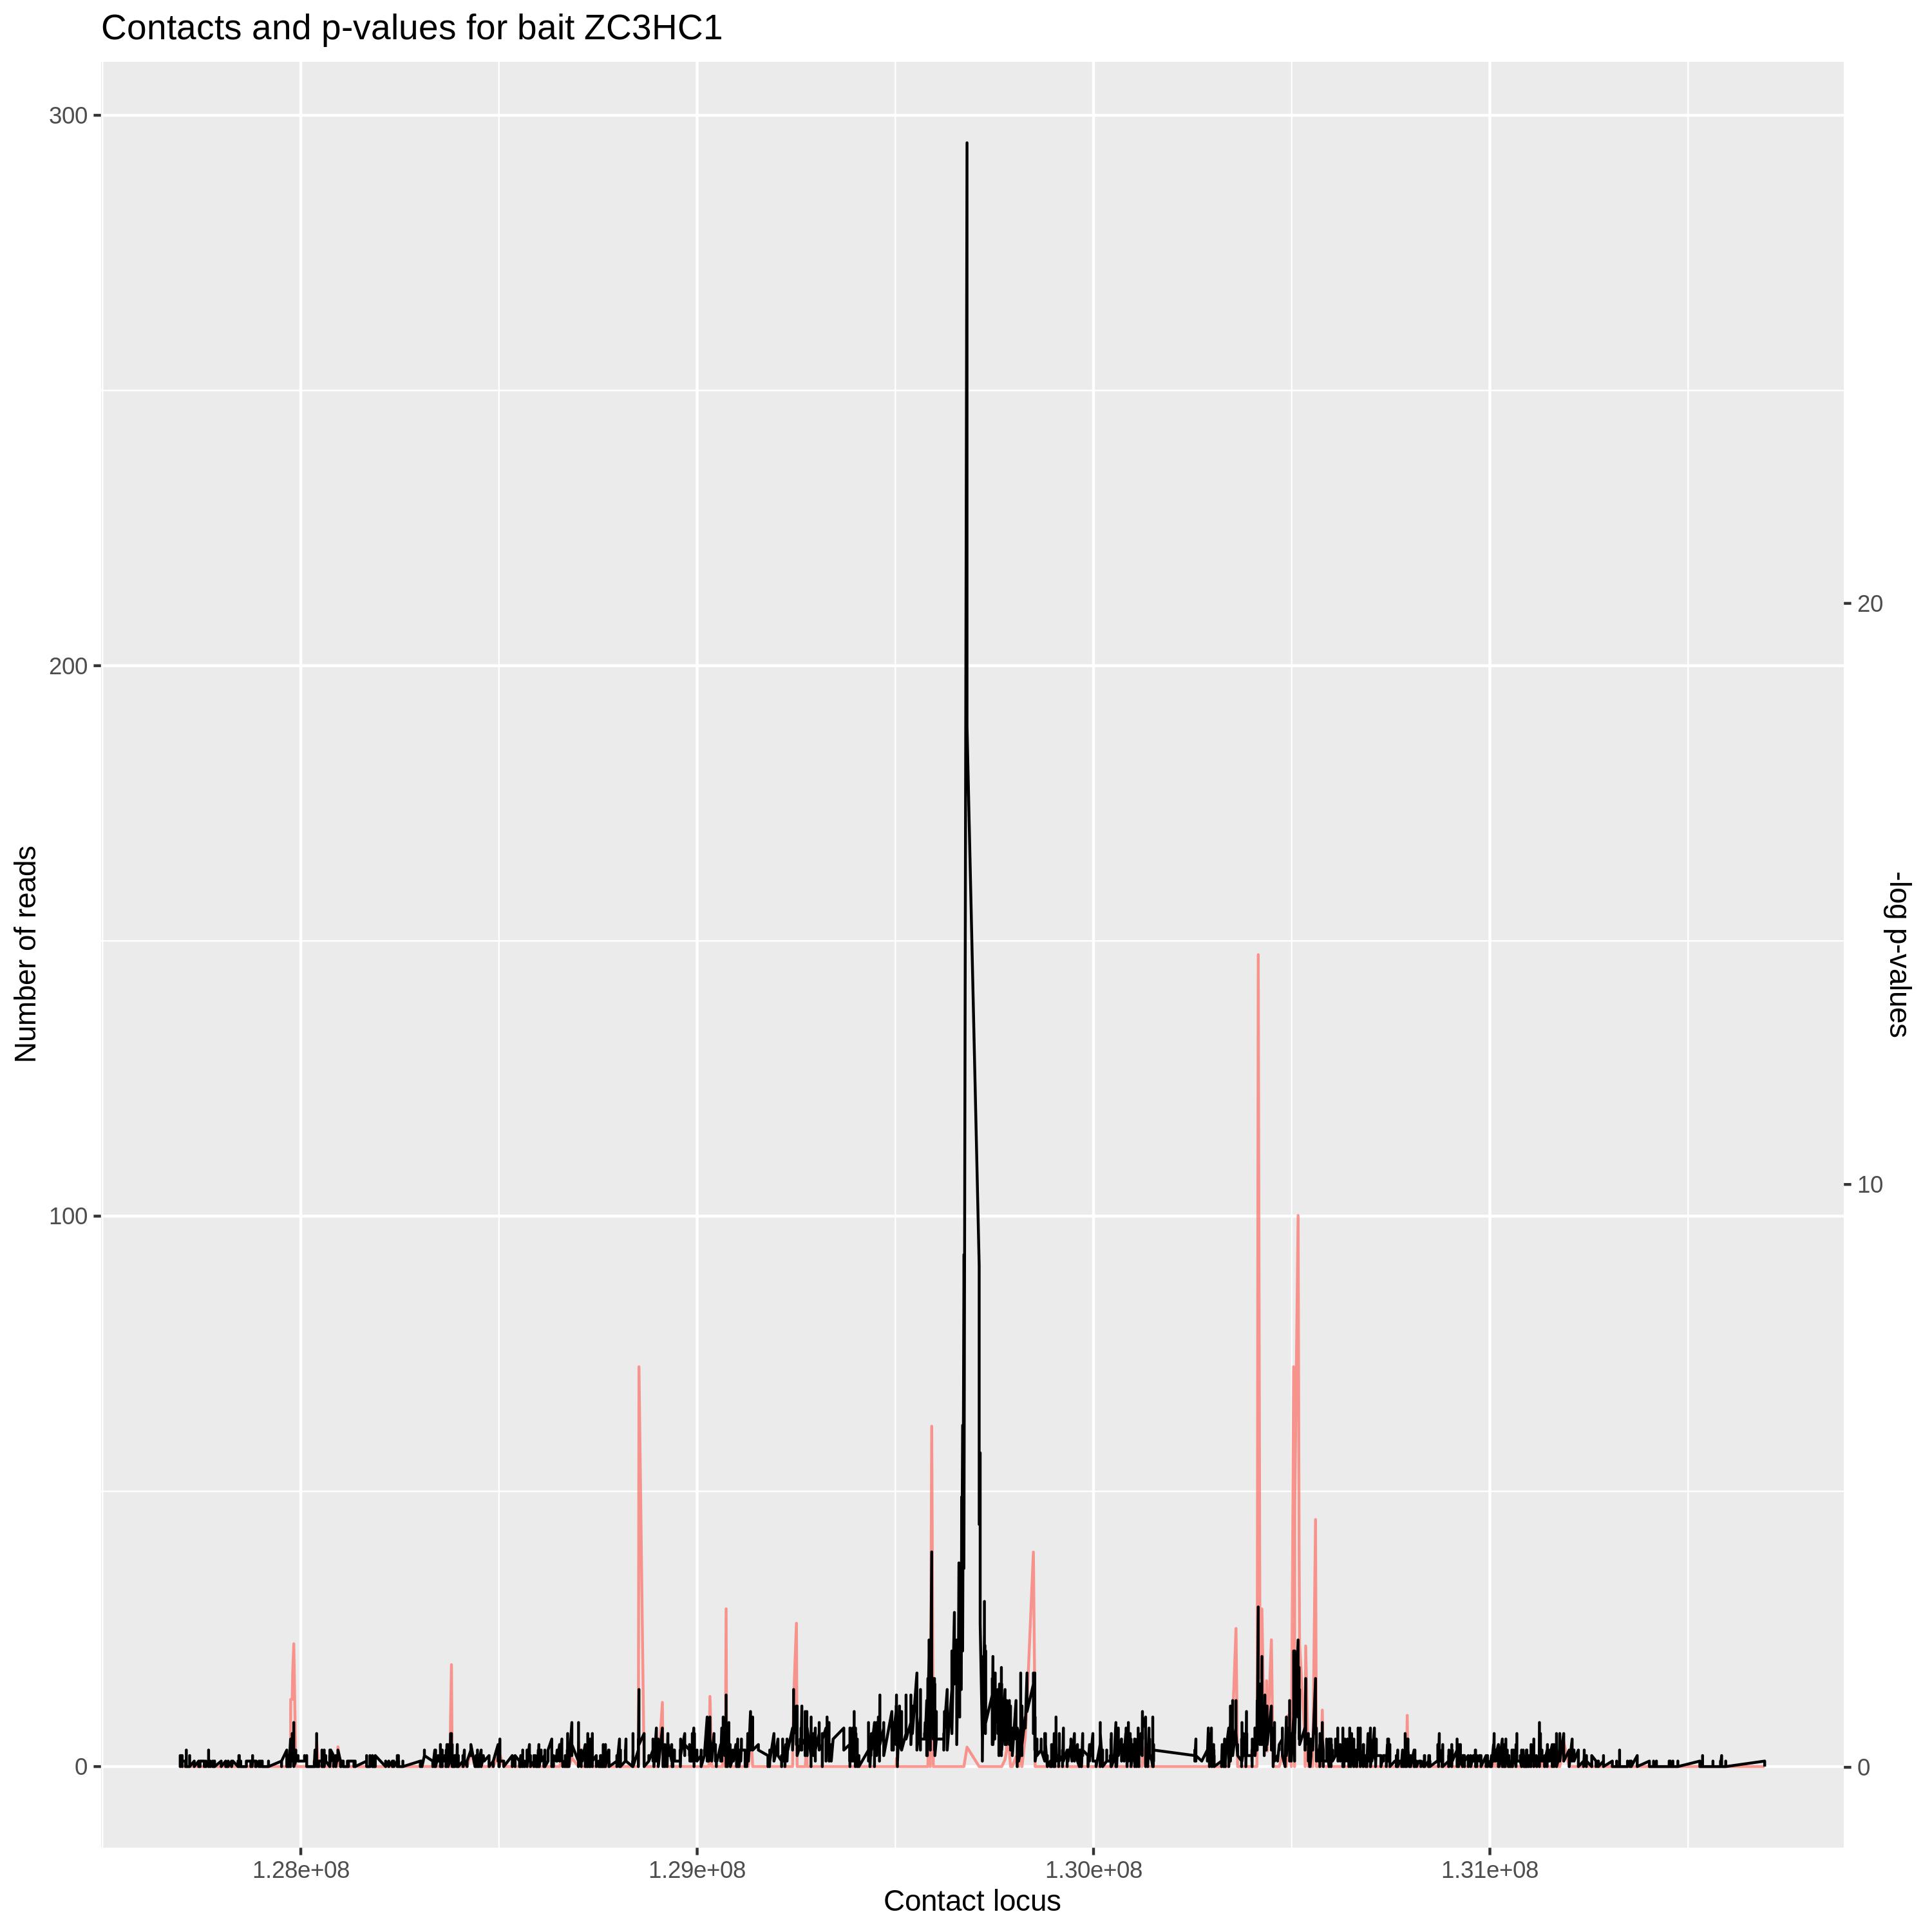 Contacts and p-values for bait ZC3HC1
300
200
100
0
Number of reads
20
10
0
-log p-values
1.28e+08
1.29e+08
1.30e+08
1.31e+08
Contact locus